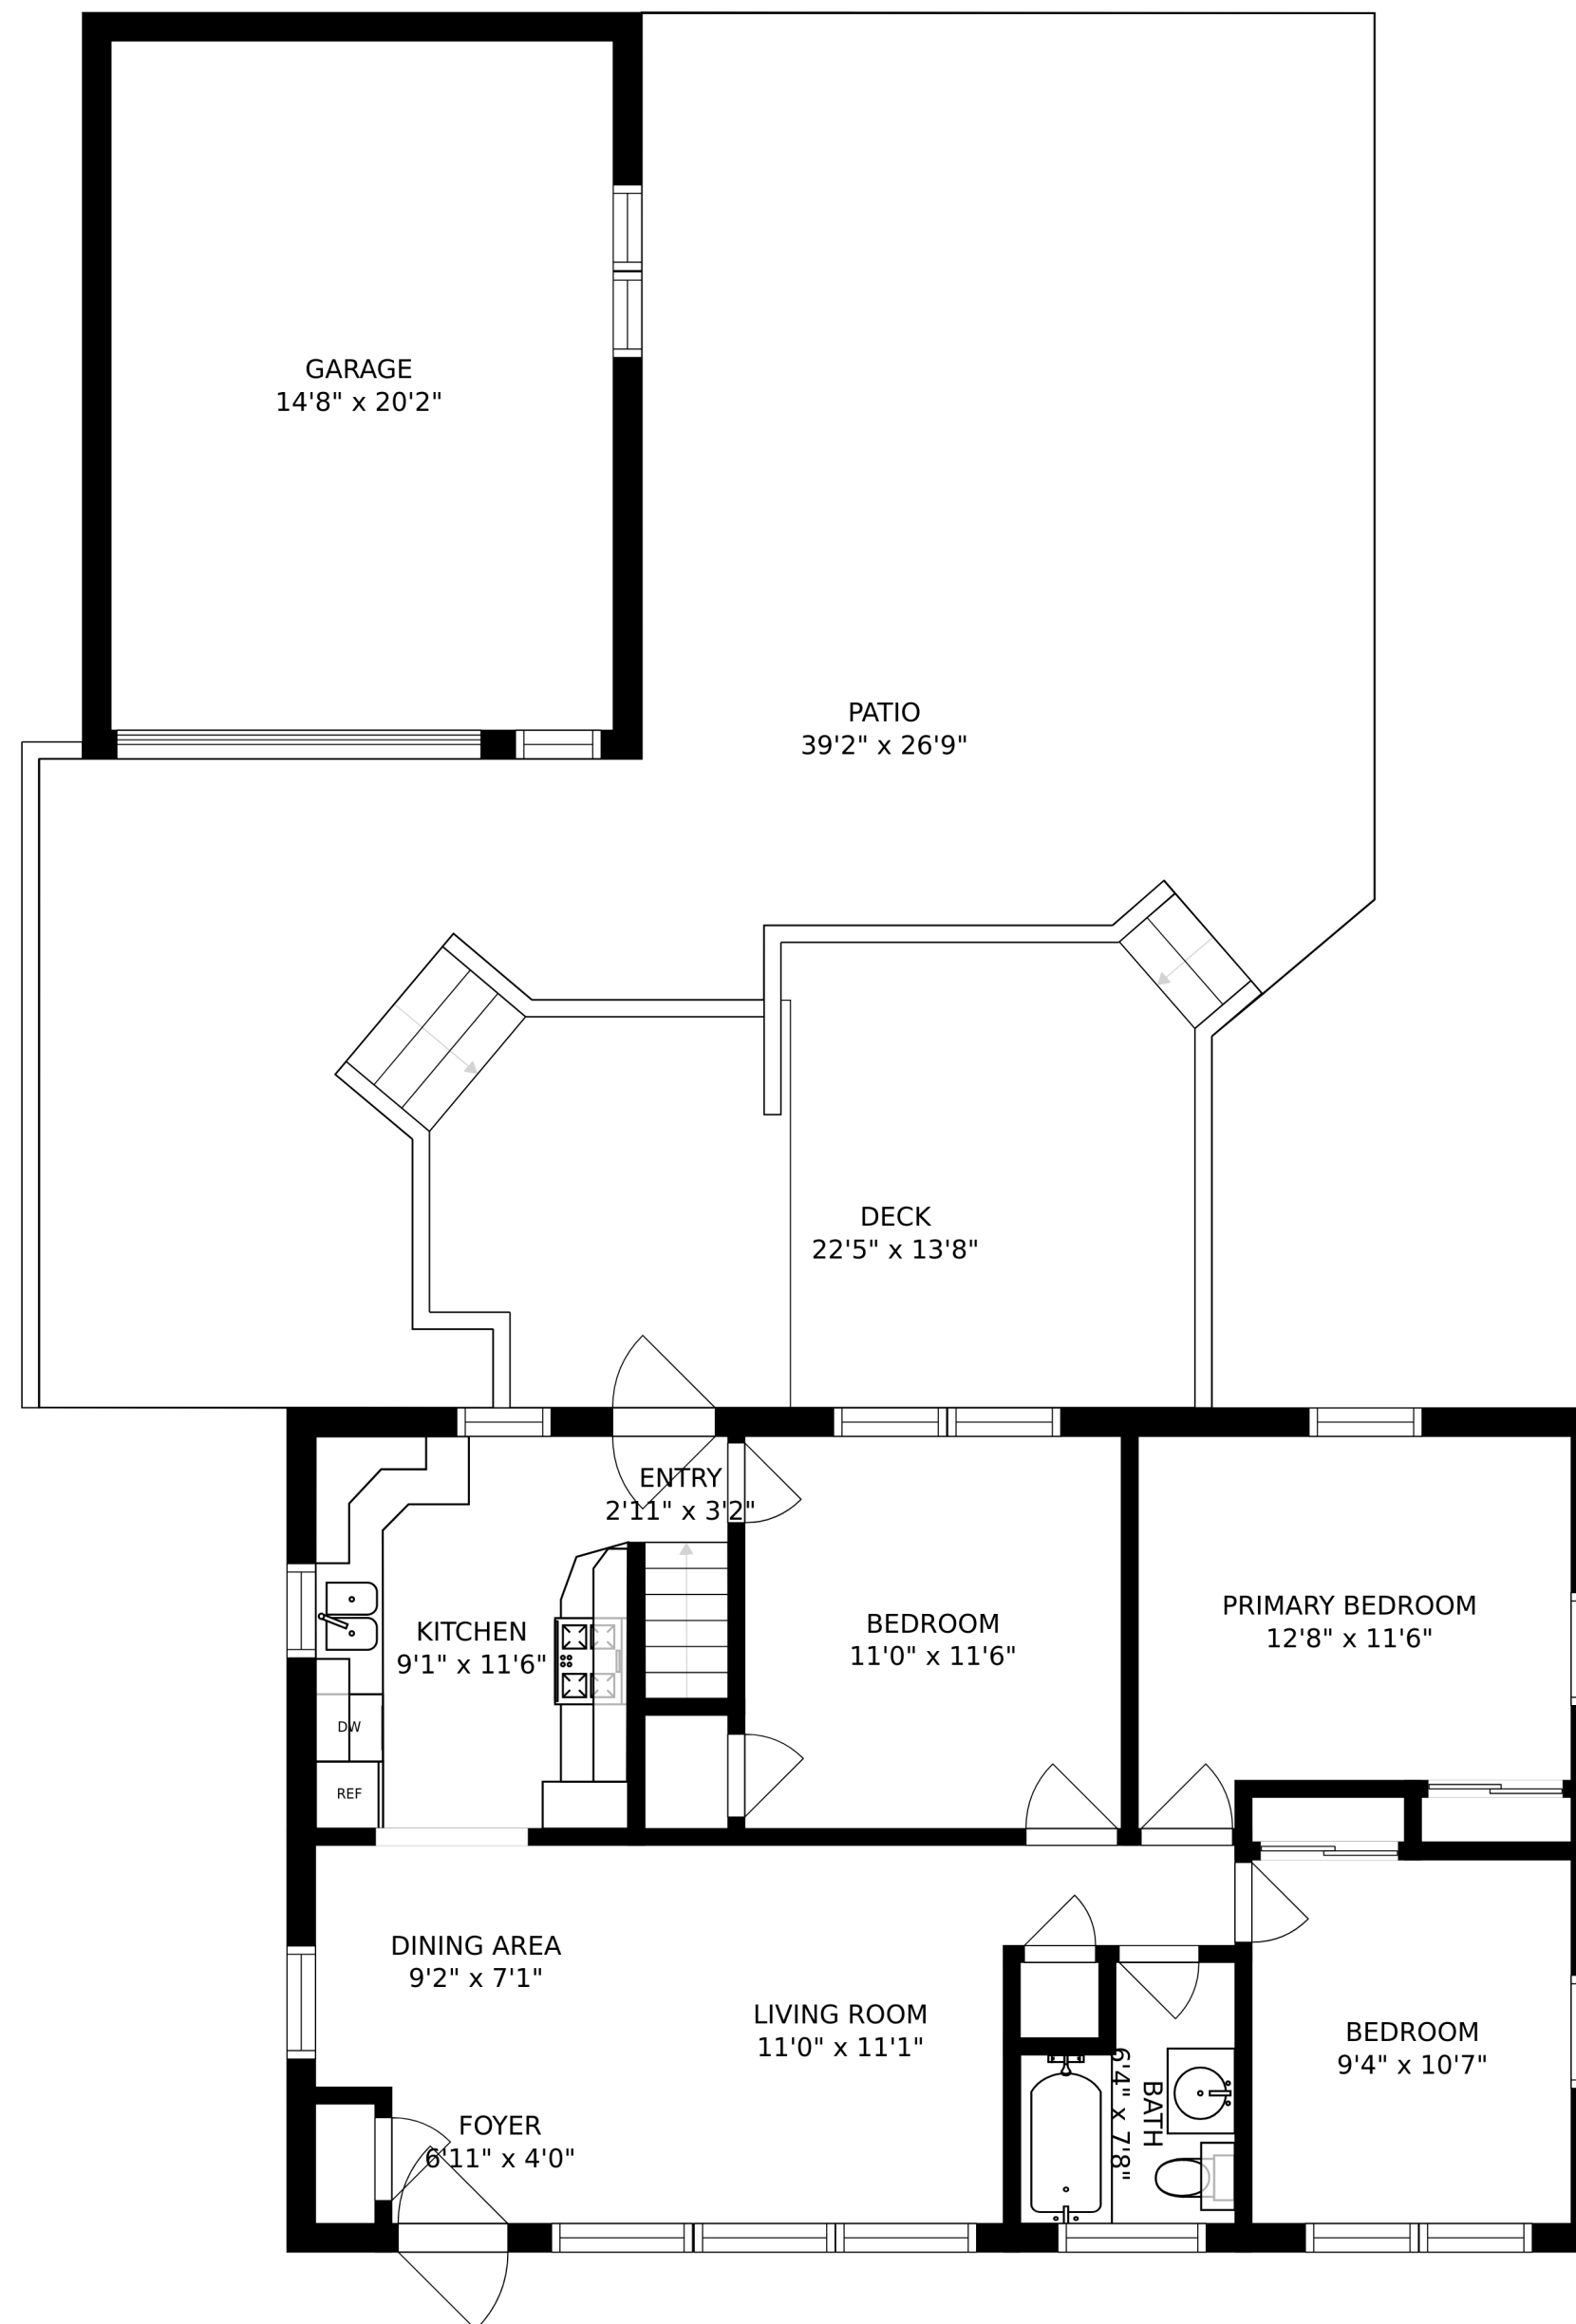 GARAGE
14'8" x 20'2"
PATIO
39'2" x 26'9"
DECK
22'5" x 13'8"
ENTRY
2'11" x 3'2"
KITCHEN
9'1" x 11'6"
BEDROOM
11'0" x 11'6"
PRIMARY BEDROOM
12'8" x 11'6"
DW
REF
DINING AREA
9'2" x 7'1"
LIVING ROOM
11'0" x 11'1"
BEDROOM
9'4" x 10'7"
BATH
6'4" x 7'8"
FOYER
6'11" x 4'0"